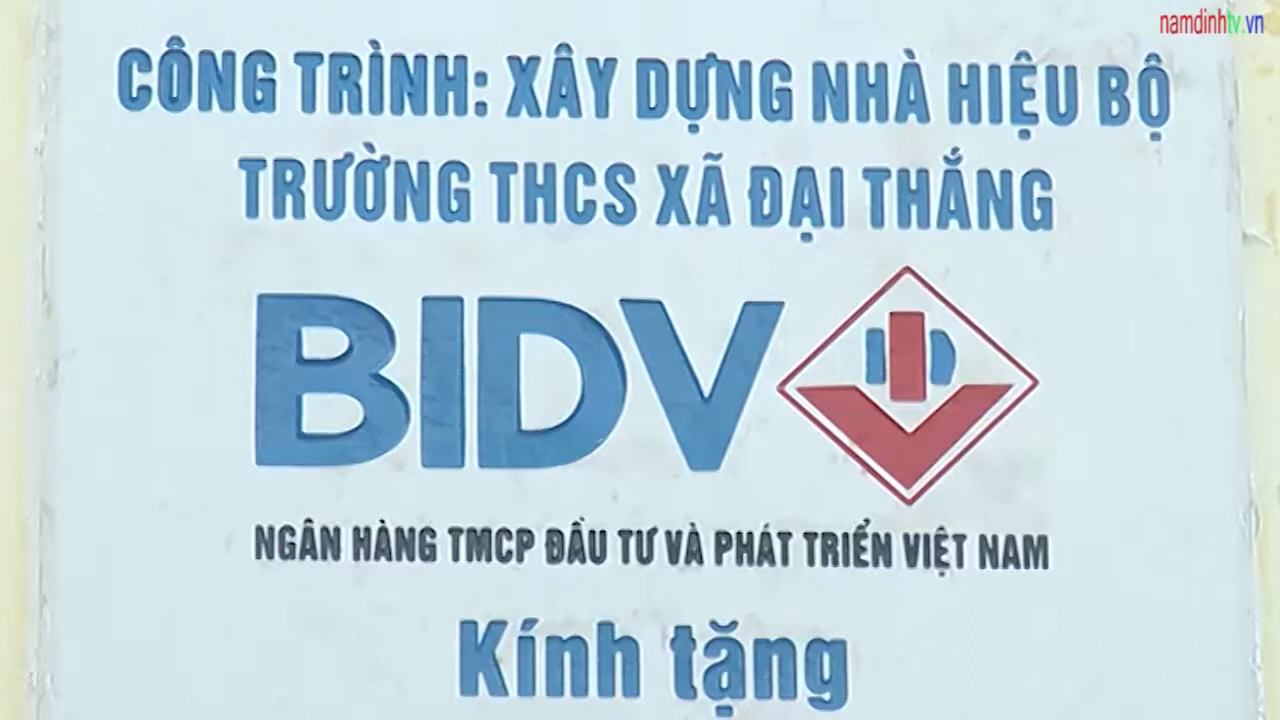 namdinhtv.vn
CÔNG TRÌNH: XÂY DỰNG NHÀ HIỆU BỘ
TRƯỜNG THCS XÃ ĐẠI THẮNG
BIDV
NGÂN HÀNG TMCP ĐẦU TƯ VÀ PHÁT TRIỂN VIỆT NAM
Kính tặng